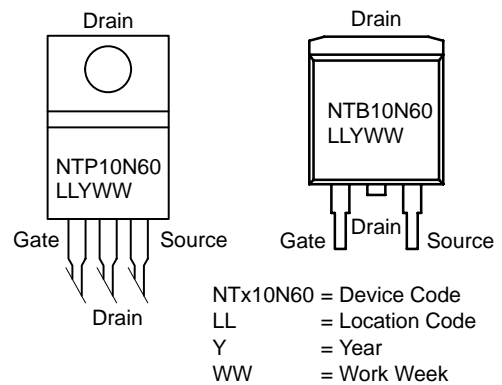 Drain
NTP10N60
LLYWW
Gate
Source
Drain
Drain
NTB10N60
LLYWW
Gate
Drain
Source
NTx10N60 = Device Code
LL = Location Code
Y = Year
WW = Work Week